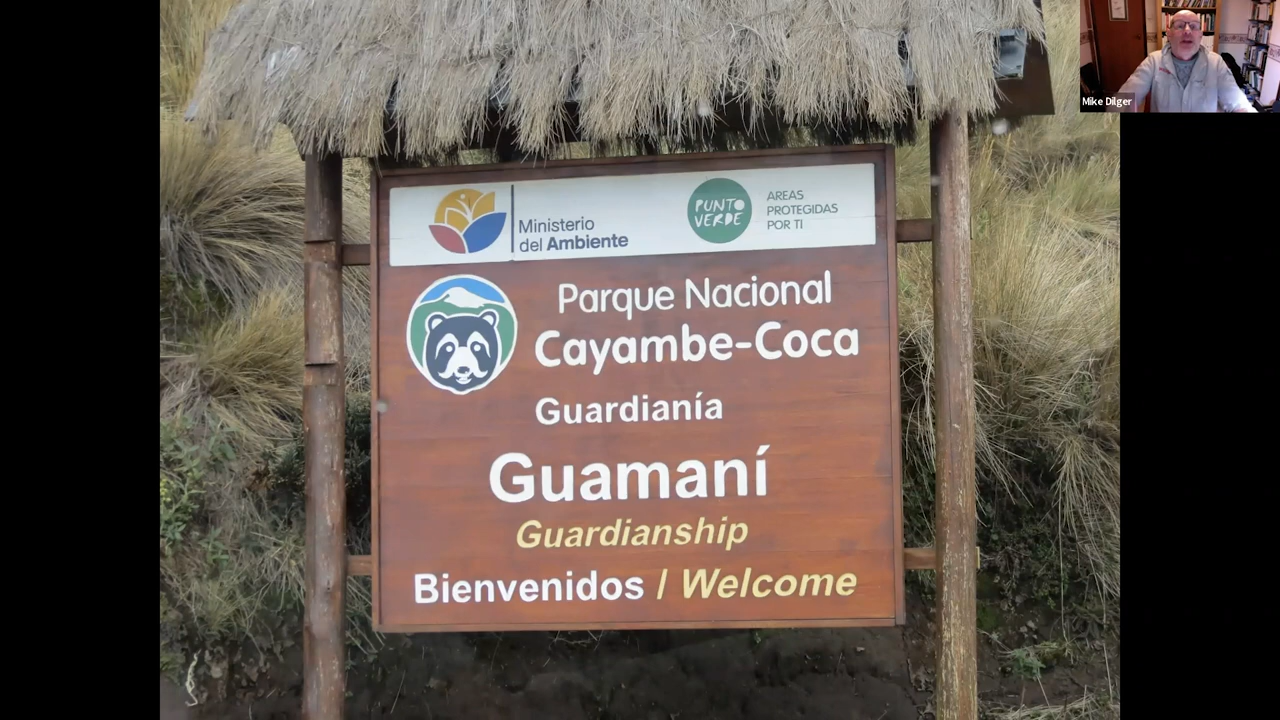 Mike Dilger
Ministerio
del Ambiente
PUNTO
VERDE
AREAS
PROTEGIDAS
POR TI
Parque Nacional
Cayambe-Coca
Guardianía
Guamaní
Guardianship
Bienvenidos / Welcome